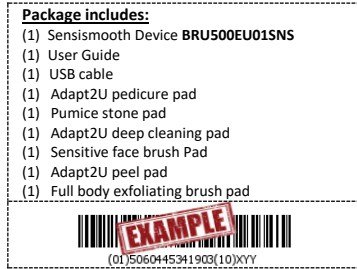 Package includes:
(1) Sensismooth Device BRU500EU01SNS
(1) User Guide
(1) USB cable
(1) Adapt2U pedicure pad
(1) Pumice stone pad
(1) Adapt2U deep cleaning pad
(1) Sensitive face brush Pad
(1) Adapt2U peel pad
(1) Full body exfoliating brush pad
EXAMPLE
(01)5060445341903(10)XYY